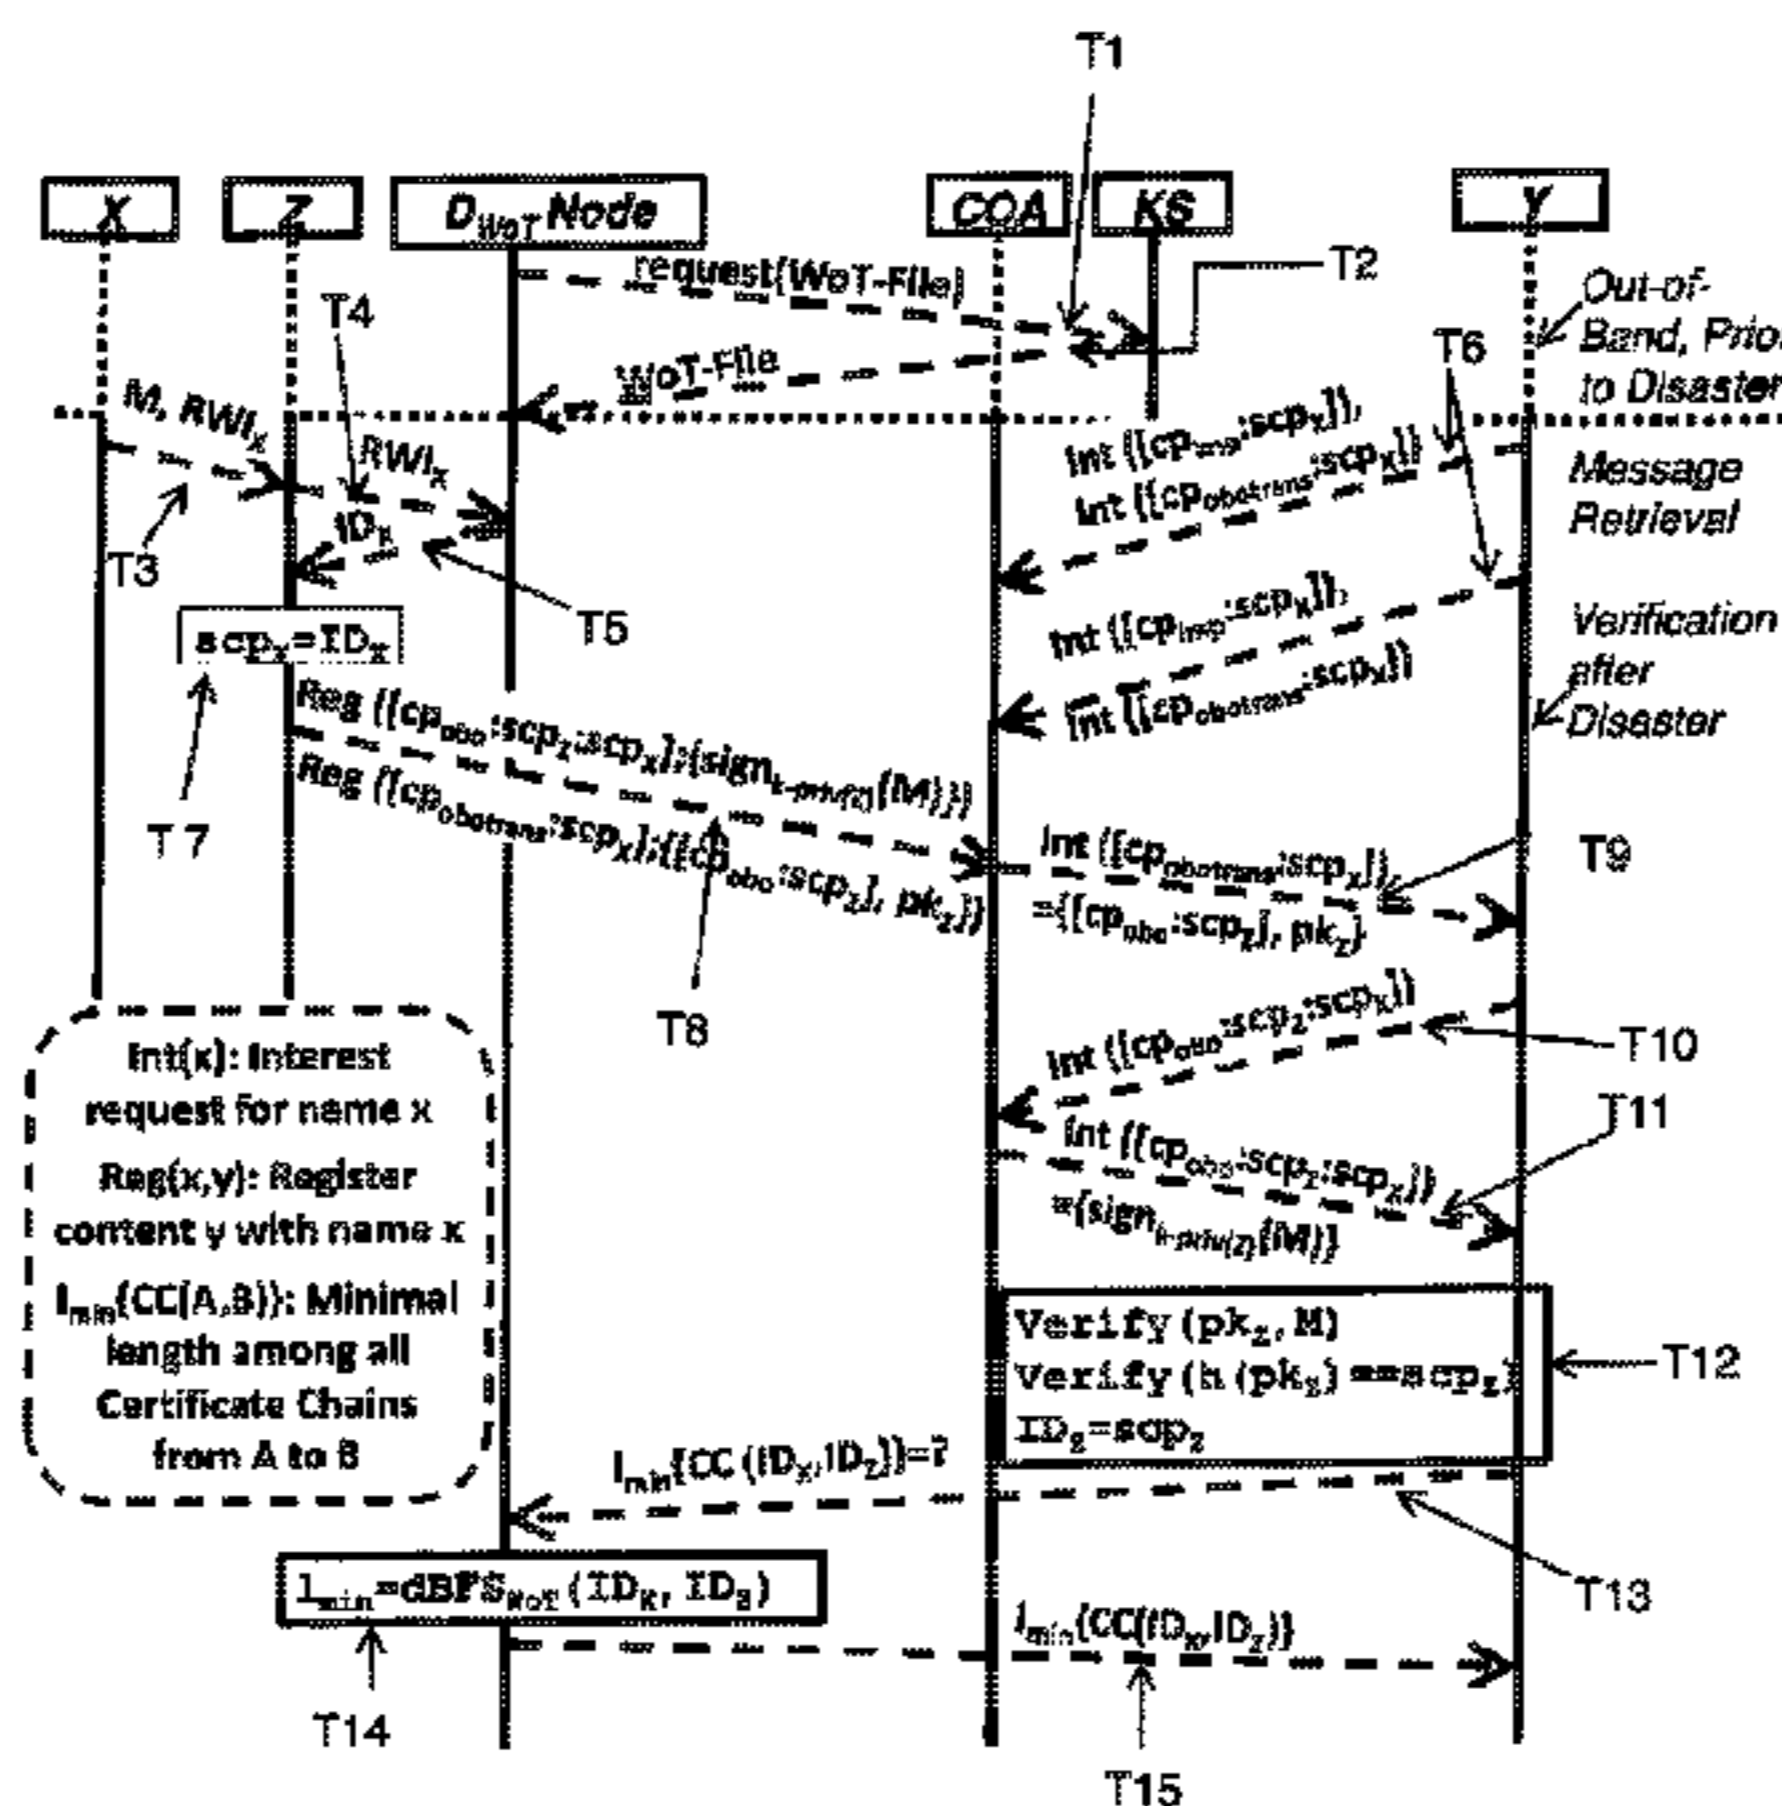 T1
X
Z
D_WoT Node
COA
KS
Y
request(WoT-File)
T2
Out-of-
Band, Prio
to Disaster
T4
WoT-File
T6
M, RWI_X
RWI_X
Int ([cp :scp_X]),
Int ([cp_obotrans:scp_X])
Message
Retrieval
ID_X
T3
T5
scp_X=ID_X
Int ([cp_imp:scp_X]),
Int ([cp_obotrans:scp_X])
Verification
after
Disaster
T7
Reg ([cp_obo:scp_Z:scp_X];{sign_k-priv(Z)(M)})
Reg ([cp_obotrans:scp_X];{[cp_obo:scp_Z], pk_Z})
Int ([cp_obotrans:scp_X])
={[cp_obo:scp_Z], pk_Z}
T9
T8
Int ([cp_obo:scp_Z:scp_X])
T10
Int(x): Interest
request for name x
Reg(x,y): Register
content y with name x
l_min(CC(A,B)): Minimal
length among all
Certificate Chains
from A to B
T11
Int ([cp_obo:scp_Z:scp_X])
={sign_k-priv(Z)(M)}
Verify(pk_Z,M)
Verify(h(pk_Z)==scp_Z)
ID_Z=scp_Z
T12
l_min(CC(ID_X,ID_Z))=?
T13
l_min=dBFS_WoT(ID_X,ID_Z)
l_min(CC(ID_X,ID_Z))
T14
T15